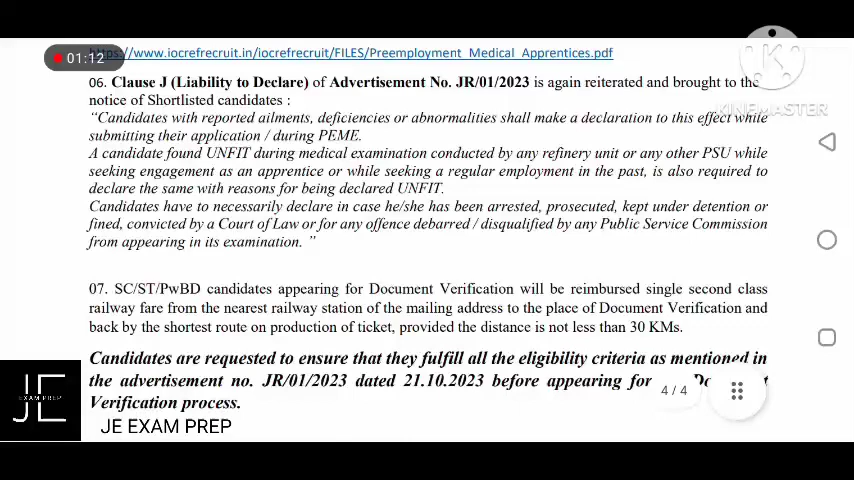 https://www.iocrefrecruit.in/iocrefrecruit/FILES/Preemployment_Medical_Apprentices.pdf
01:12
06. Clause J (Liability to Declare) of Advertisement No. JR/01/2023 is again reiterated and brought to the
notice of Shortlisted candidates :
KINEMASTER
“Candidates with reported ailments, deficiencies or abnormalities shall make a declaration to this effect while
submitting their application / during PEME.
A candidate found UNFIT during medical examination conducted by any refinery unit or any other PSU while
seeking engagement as an apprentice or while seeking a regular employment in the past, is also required to
declare the same with reasons for being declared UNFIT.
Candidates have to necessarily declare in case he/she has been arrested, prosecuted, kept under detention or
fined, convicted by a Court of Law or for any offence debarred / disqualified by any Public Service Commission
from appearing in its examination. ”
07. SC/ST/PwBD candidates appearing for Document Verification will be reimbursed single second class
railway fare from the nearest railway station of the mailing address to the place of Document Verification and
back by the shortest route on production of ticket, provided the distance is not less than 30 KMs.
Candidates are requested to ensure that they fulfill all the eligibility criteria as mentioned in
the advertisement no. JR/01/2023 dated 21.10.2023 before appearing for
Verification process.
4 / 4
JE
EXAM PREP
JE EXAM PREP